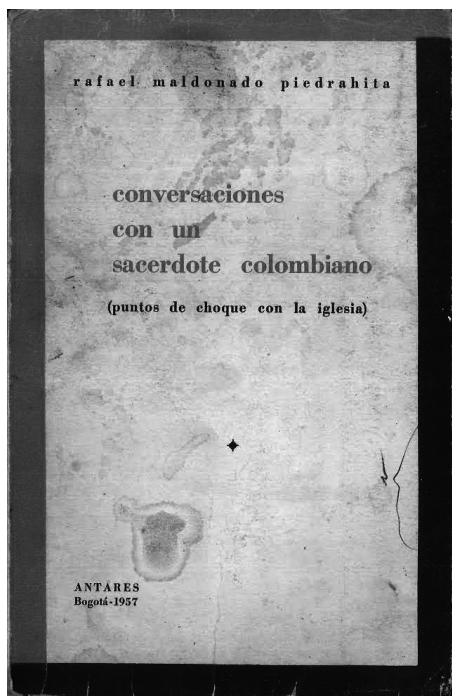 rafael maldonado piedrahita
conversaciones
con un
sacerdote colombiano
(puntos de choque con la iglesia)
ANTARES
Bogotá-1957